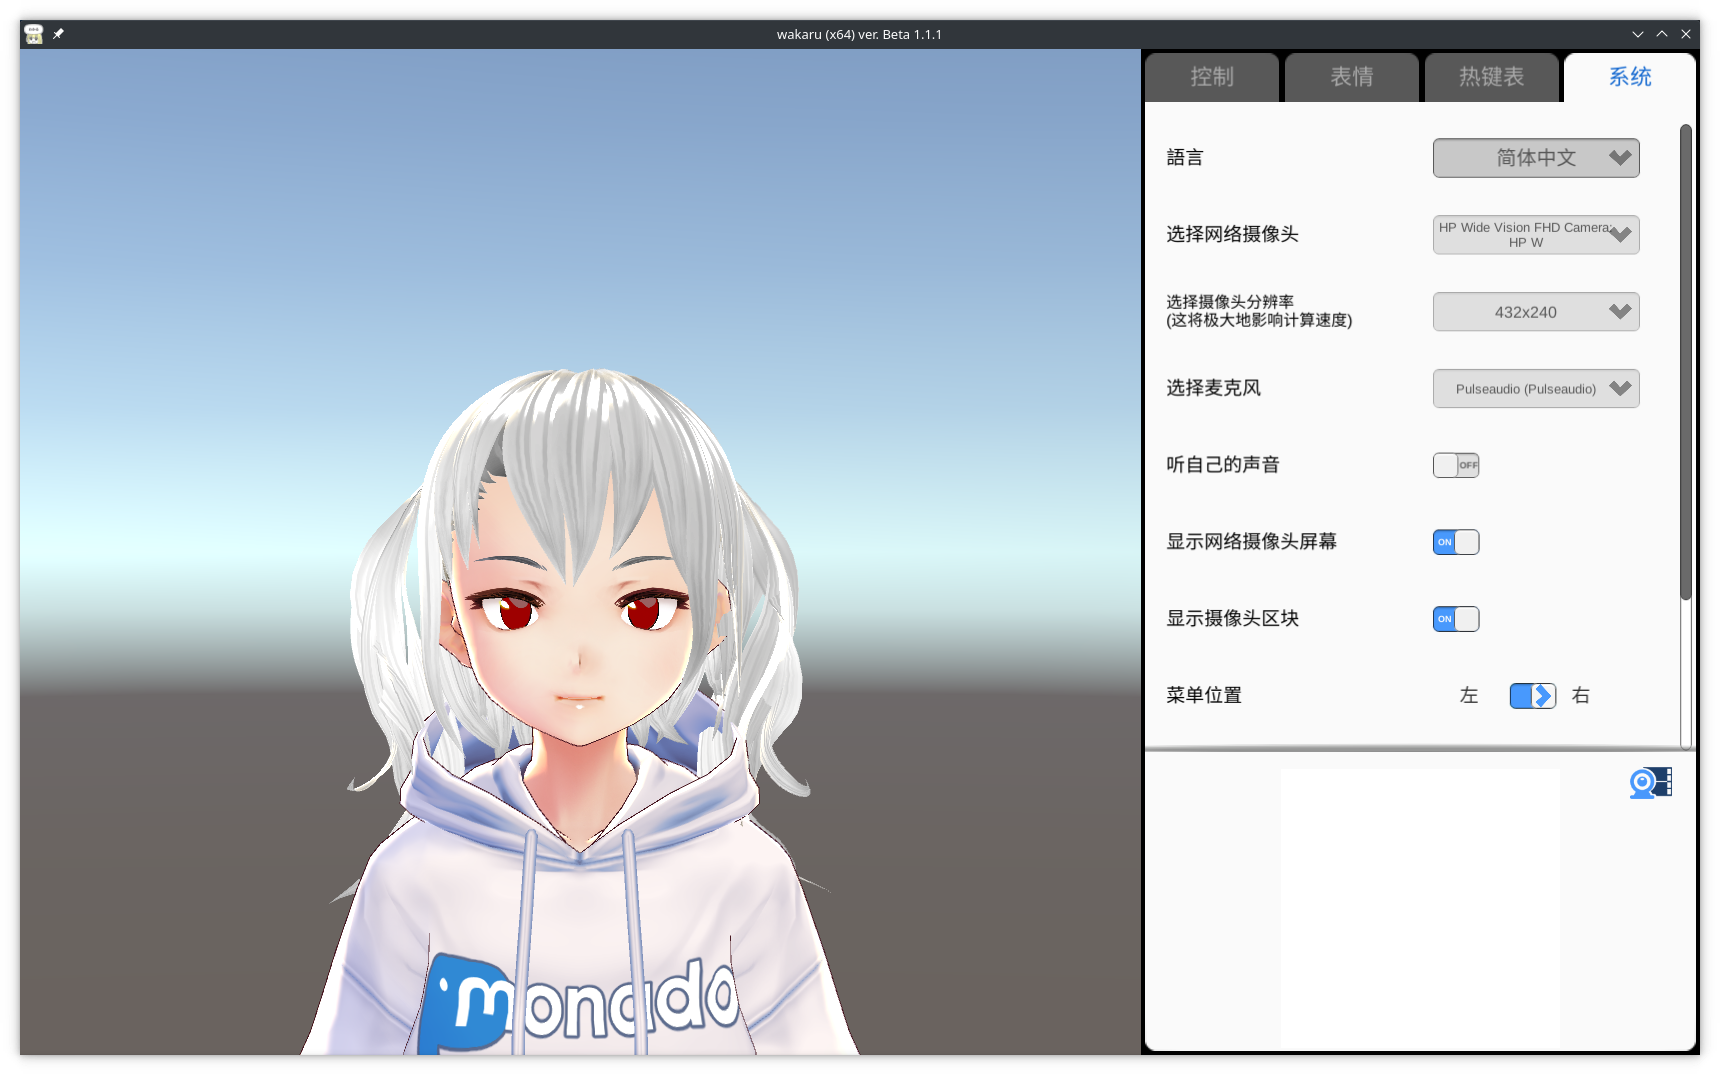 wakaru (x64) ver. Beta 1.1.1
控制
表情
热键表
系统
語言
简体中文
选择网络摄像头
HP Wide Vision FHD Camera:
HP W
选择摄像头分辨率
(这将极大地影响计算速度)
432x240
选择麦克风
Pulseaudio (Pulseaudio)
听自己的声音
OFF
显示网络摄像头屏幕
ON
显示摄像头区块
ON
菜单位置
左
右
monado